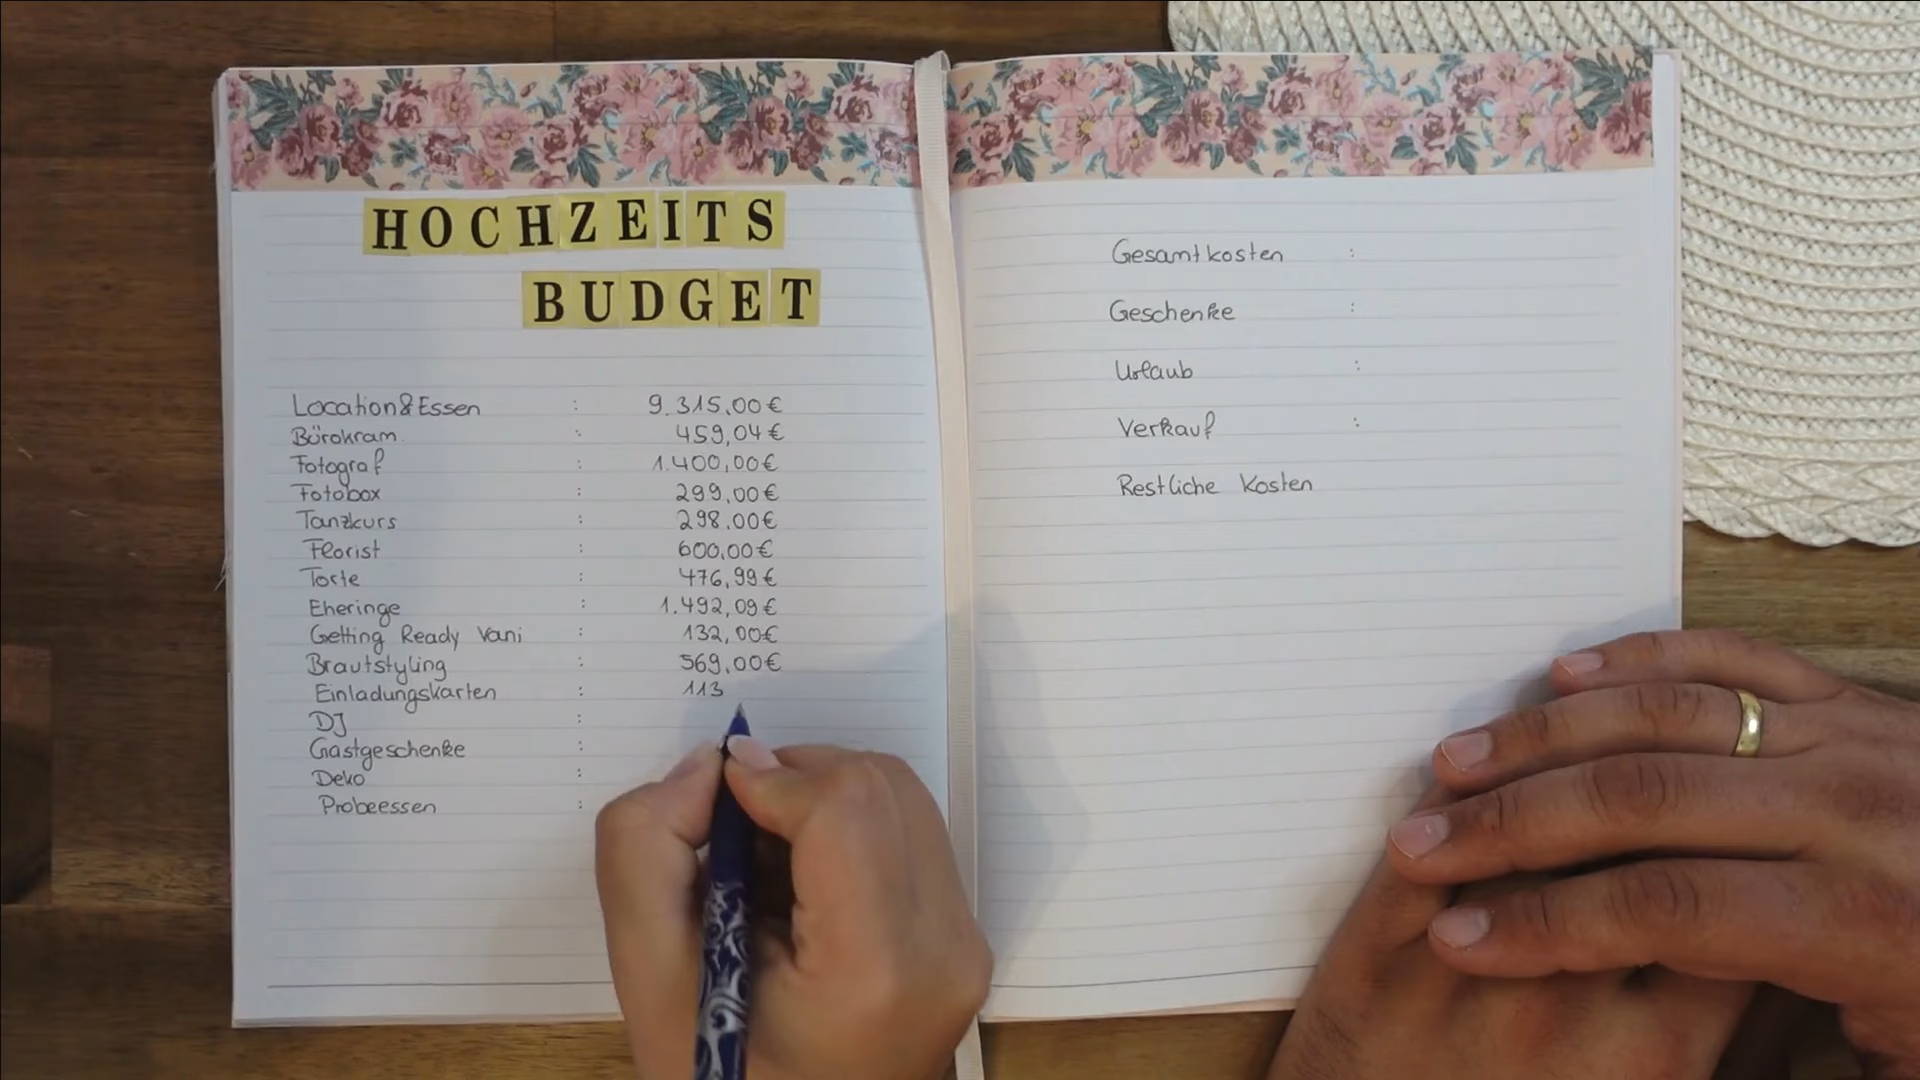 HOCHZEITS
BUDGET
Location&Essen : 9.315,00€
Bürokram : 459,04€
Fotograf : 1.400,00€
Fotobox : 299,00€
Tanzkurs : 298,00€
Florist : 600,00€
Torte : 476,99€
Eheringe : 1.492,09€
Getting Ready Vani : 132,00€
Brautstyling : 569,00€
Einladungskarten : 113
DJ :
Gastgeschenke :
Deko :
Probeessen :
Gesamtkosten :
Geschenke :
Urlaub :
Verkauf :
Restliche Kosten